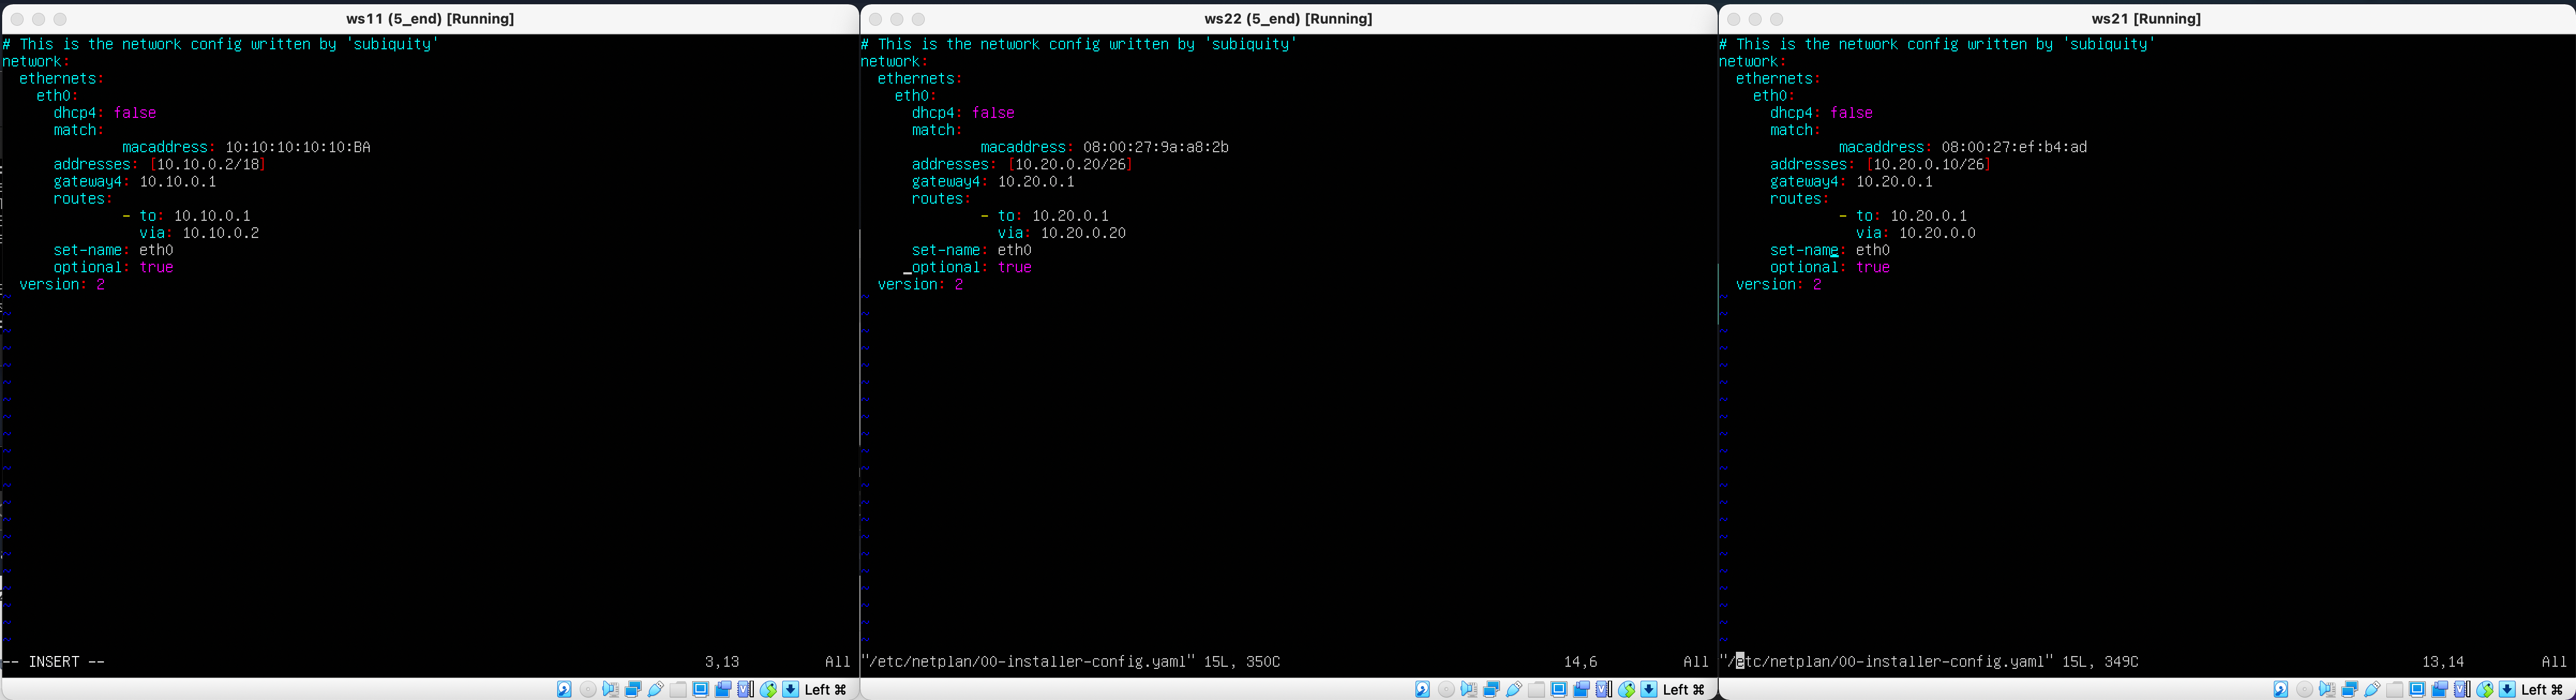 ws11 (5_end) [Running]
# This is the network config written by 'subiquity'
network:
  ethernets:
    eth0:
      dhcp4: false
      match:
              macaddress: 10:10:10:10:10:BA
      addresses: [10.10.0.2/18]
      gateway4: 10.10.0.1
      routes:
              - to: 10.10.0.1
                via: 10.10.0.2
      set-name: eth0
      optional: true
  version: 2
-- INSERT --
3,13
All
Left ⌘
ws22 (5_end) [Running]
# This is the network config written by 'subiquity'
network:
  ethernets:
    eth0:
      dhcp4: false
      match:
              macaddress: 08:00:27:9a:a8:2b
      addresses: [10.20.0.20/26]
      gateway4: 10.20.0.1
      routes:
              - to: 10.20.0.1
                via: 10.20.0.20
      set-name: eth0
      optional: true
  version: 2
"/etc/netplan/00-installer-config.yaml" 15L, 350C
14,6
All
Left ⌘
ws21 [Running]
# This is the network config written by 'subiquity'
network:
  ethernets:
    eth0:
      dhcp4: false
      match:
              macaddress: 08:00:27:ef:b4:ad
      addresses: [10.20.0.10/26]
      gateway4: 10.20.0.1
      routes:
              - to: 10.20.0.1
                via: 10.20.0.0
      set-name: eth0
      optional: true
  version: 2
"/etc/netplan/00-installer-config.yaml" 15L, 349C
13,14
All
Left ⌘